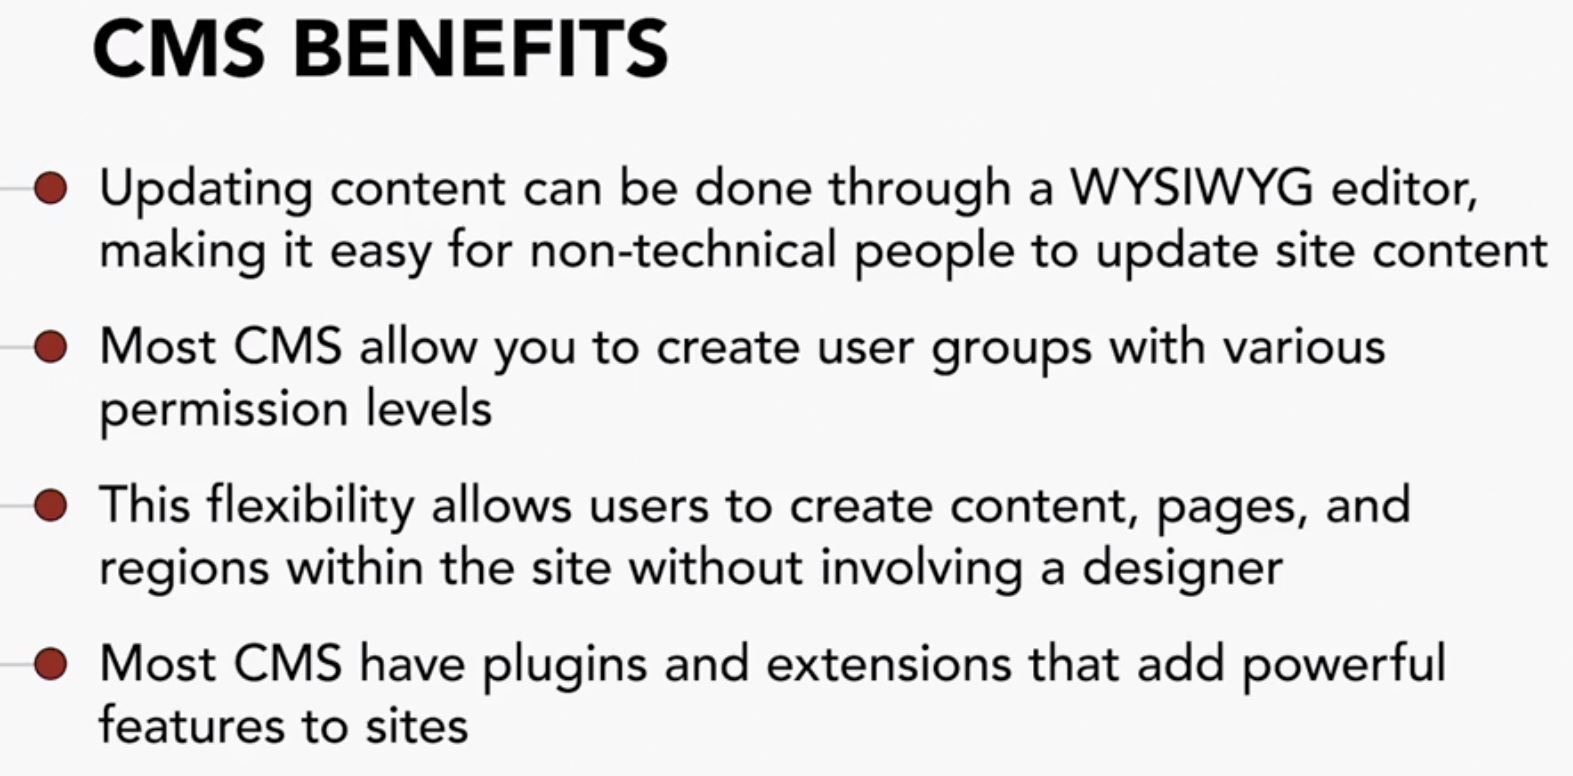 CMS BENEFITS
Updating content can be done through a WYSIWYG editor,
making it easy for non-technical people to update site content
Most CMS allow you to create user groups with various
permission levels
This flexibility allows users to create content, pages, and
regions within the site without involving a designer
Most CMS have plugins and extensions that add powerful
features to sites